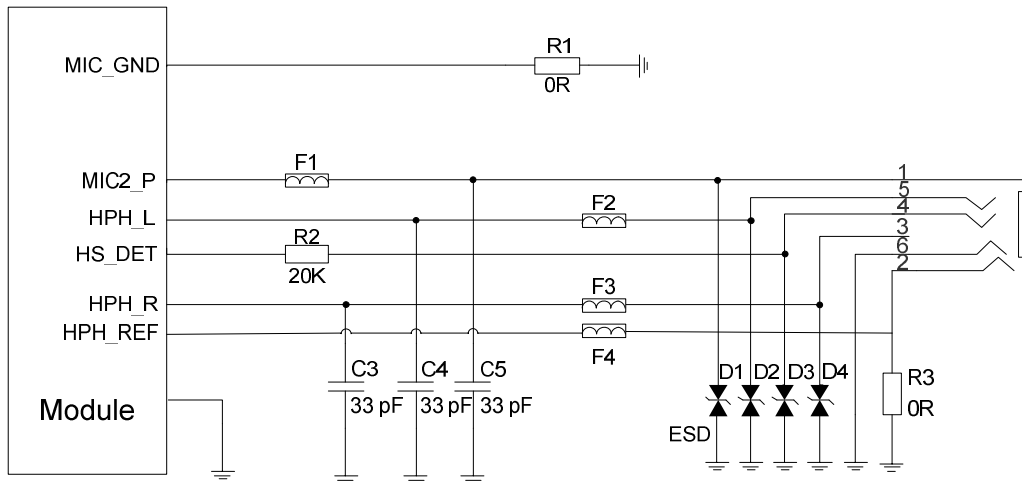 R1
MIC_GND
0R
F1
MIC2_P
1
5
F2
4
HPH_L
R2
3
HS_DET
6
20K
2
F3
HPH_R
HPH_REF
F4
C3
C4
C5
D1
D2
D3
D4
R3
33 pF
33 pF
33 pF
0R
Module
ESD